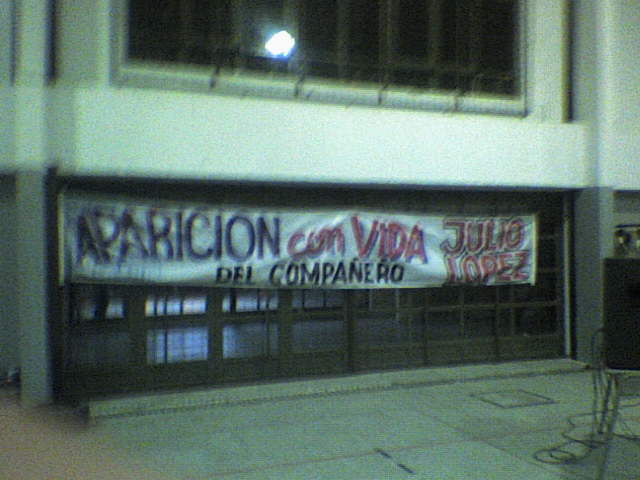 APARICION con VIDA
DEL COMPAÑERO
JULIO
LOPEZ